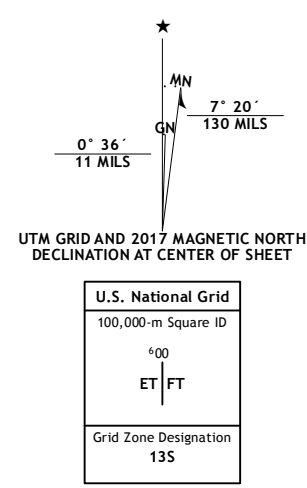 ★
MN
7° 20´
130 MILS
GN
0° 36´
11 MILS
UTM GRID AND 2017 MAGNETIC NORTH
DECLINATION AT CENTER OF SHEET
U.S. National Grid
100,000-m Square ID
⁶00
ET FT
Grid Zone Designation
13S